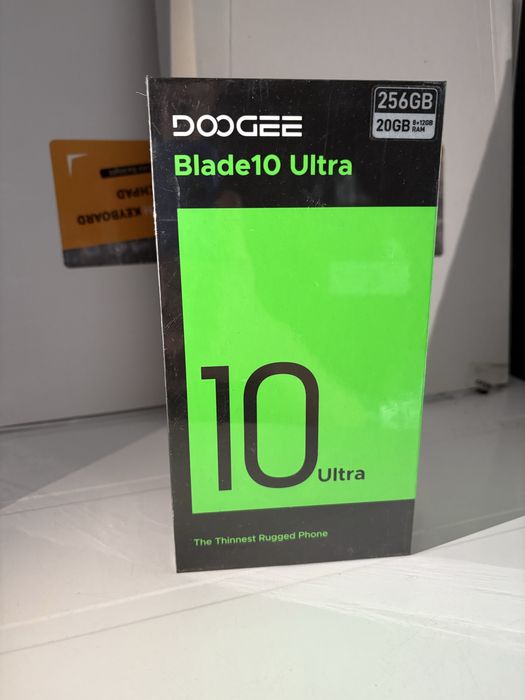 DOOGEE
256GB
20GB 8+12GB RAM
Blade10 Ultra
10 Ultra
The Thinnest Rugged Phone
KEYBOARD